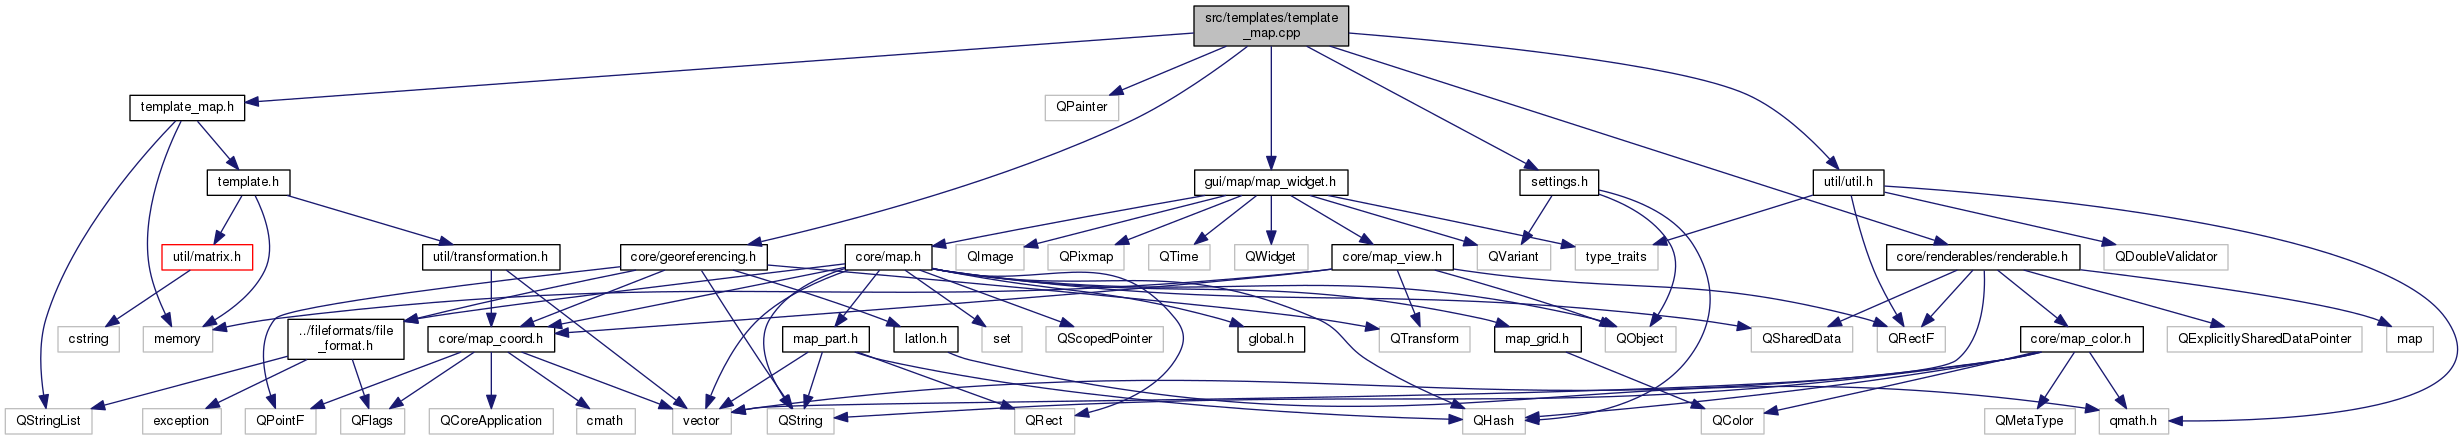 src/templates/template
_map.cpp
template_map.h
QPainter
template.h
gui/map/map_widget.h
settings.h
util/util.h
util/matrix.h
util/transformation.h
core/georeferencing.h
core/map.h
QImage
QPixmap
QTime
QWidget
core/map_view.h
QVariant
type_traits
core/renderables/renderable.h
QDoubleValidator
cstring
memory
../fileformats/file
_format.h
core/map_coord.h
map_part.h
latlon.h
set
QScopedPointer
global.h
QTransform
map_grid.h
QObject
QSharedData
QRectF
core/map_color.h
QExplicitlySharedDataPointer
map
QStringList
exception
QPointF
QFlags
QCoreApplication
cmath
vector
QString
QRect
QHash
QColor
QMetaType
qmath.h